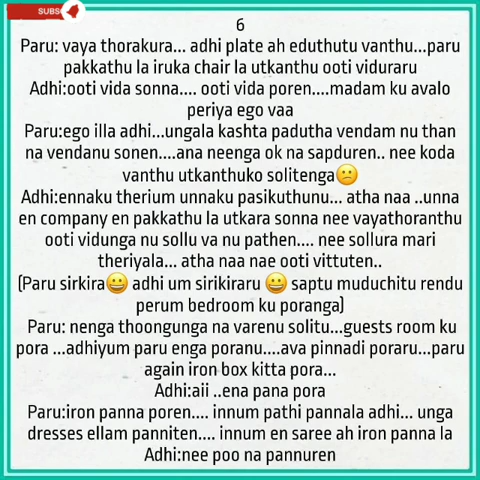 SUBS
6
Paru: vaya thorakura... adhi plate ah eduthutu vanthu...paru
pakkathu la iruka chair la utkanthu ooti viduraru
Adhi:ooti vida sonna.... ooti vida poren....madam ku avalo
periya ego vaa
Paru:ego illa adhi...ungala kashta padutha vendam nu than
na vendanu sonen....ana neenga ok na sapduren.. nee koda
vanthu utkanthuko solitenga😕
Adhi:ennaku therium unnaku pasikuthunu... atha naa ..unna
en company en pakkathu la utkara sonna nee vayathoranthu
ooti vidunga nu sollu va nu pathen.... nee sollura mari
theriyala... atha naa nae ooti vittuten..
(Paru sirkira😀 adhi um sirikiraru 😀 saptu muduchitu rendu
perum bedroom ku poranga)
Paru: nenga thoongunga na varenu solitu...guests room ku
pora ...adhiyum paru enga poranu....ava pinnadi poraru...paru
again iron box kitta pora...
Adhi:aii ..ena pana pora
Paru:iron panna poren... innum pathi pannala adhi... unga
dresses ellam panniten.... innum en saree ah iron panna la
Adhi:nee poo na pannuren